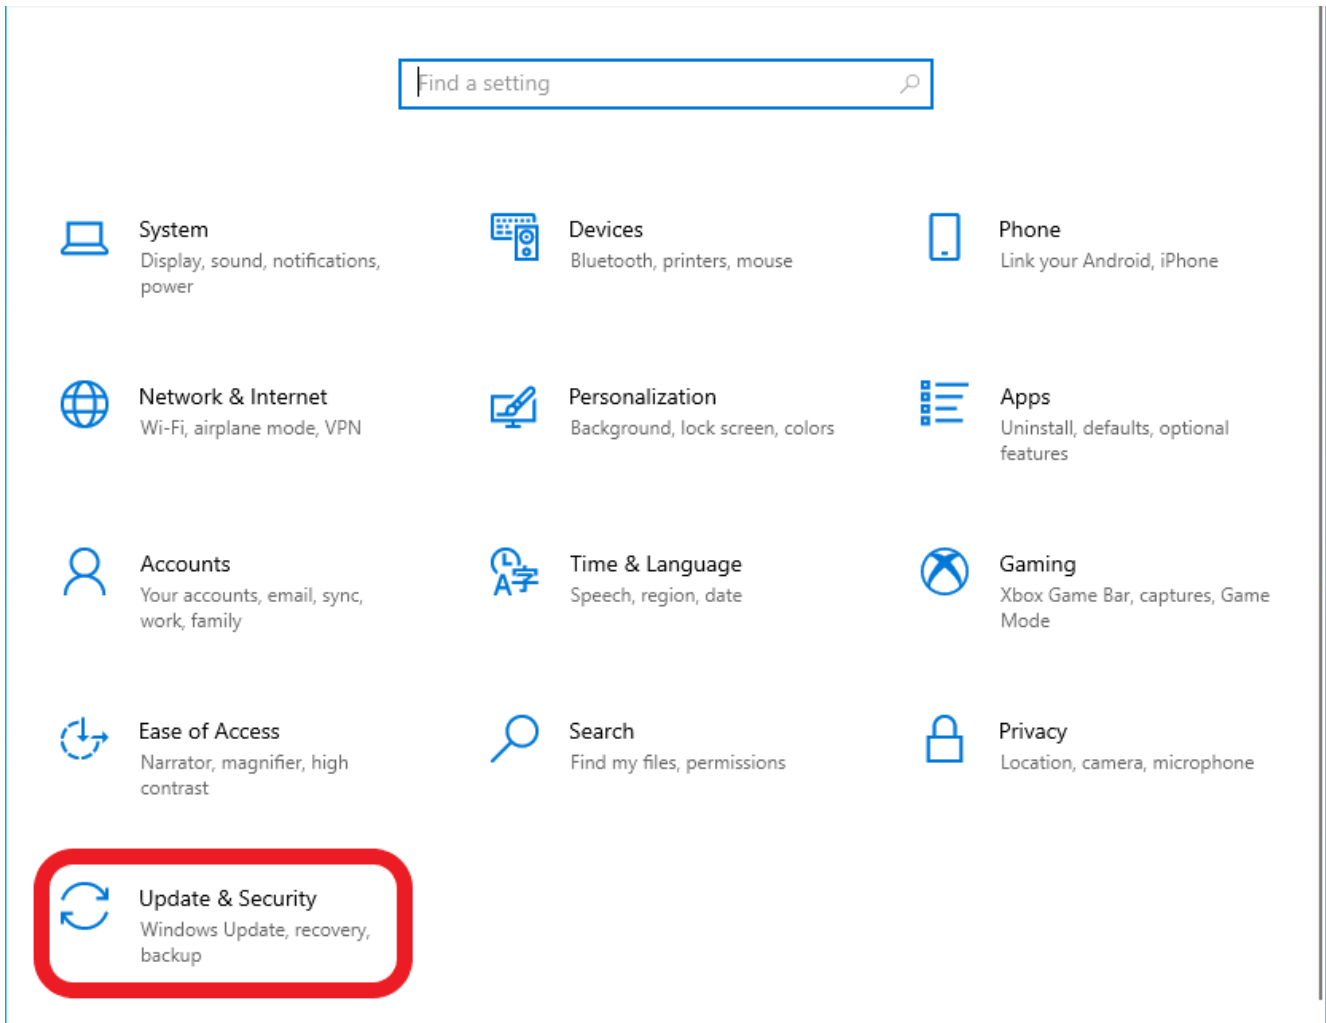 Find a setting
System
Display, sound, notifications,
power
Devices
Bluetooth, printers, mouse
Phone
Link your Android, iPhone
Network & Internet
Wi-Fi, airplane mode, VPN
Personalization
Background, lock screen, colors
Apps
Uninstall, defaults, optional
features
Accounts
Your accounts, email, sync,
work, family
Time & Language
Speech, region, date
Gaming
Xbox Game Bar, captures, Game
Mode
Ease of Access
Narrator, magnifier, high
contrast
Search
Find my files, permissions
Privacy
Location, camera, microphone
Update & Security
Windows Update, recovery,
backup